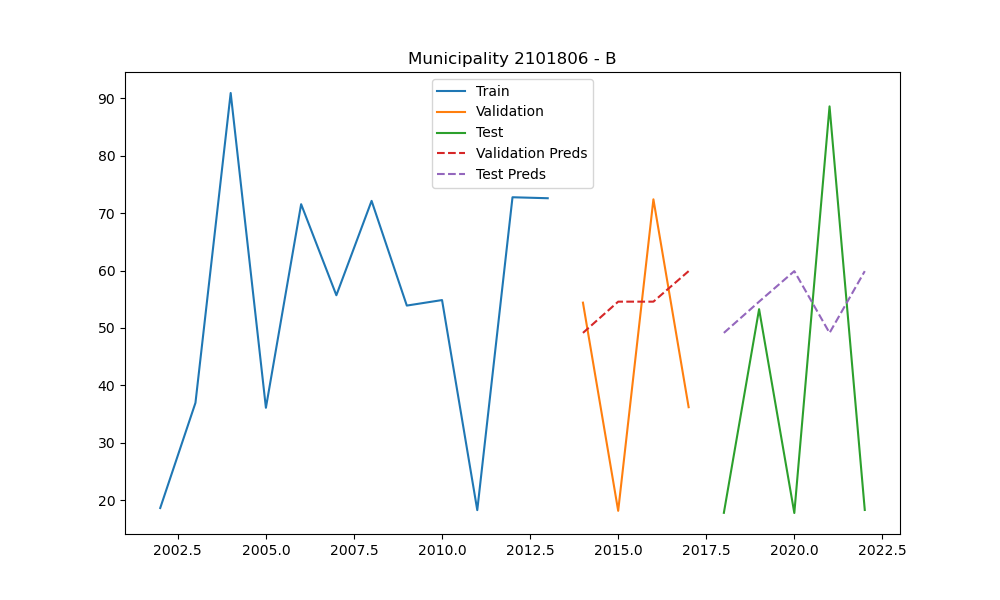 Municipality 2101806 - B
Train
Validation
Test
Validation Preds
Test Preds
90
80
70
60
50
40
30
20
2002.5 2005.0 2007.5 2010.0 2012.5 2015.0 2017.5 2020.0 2022.5